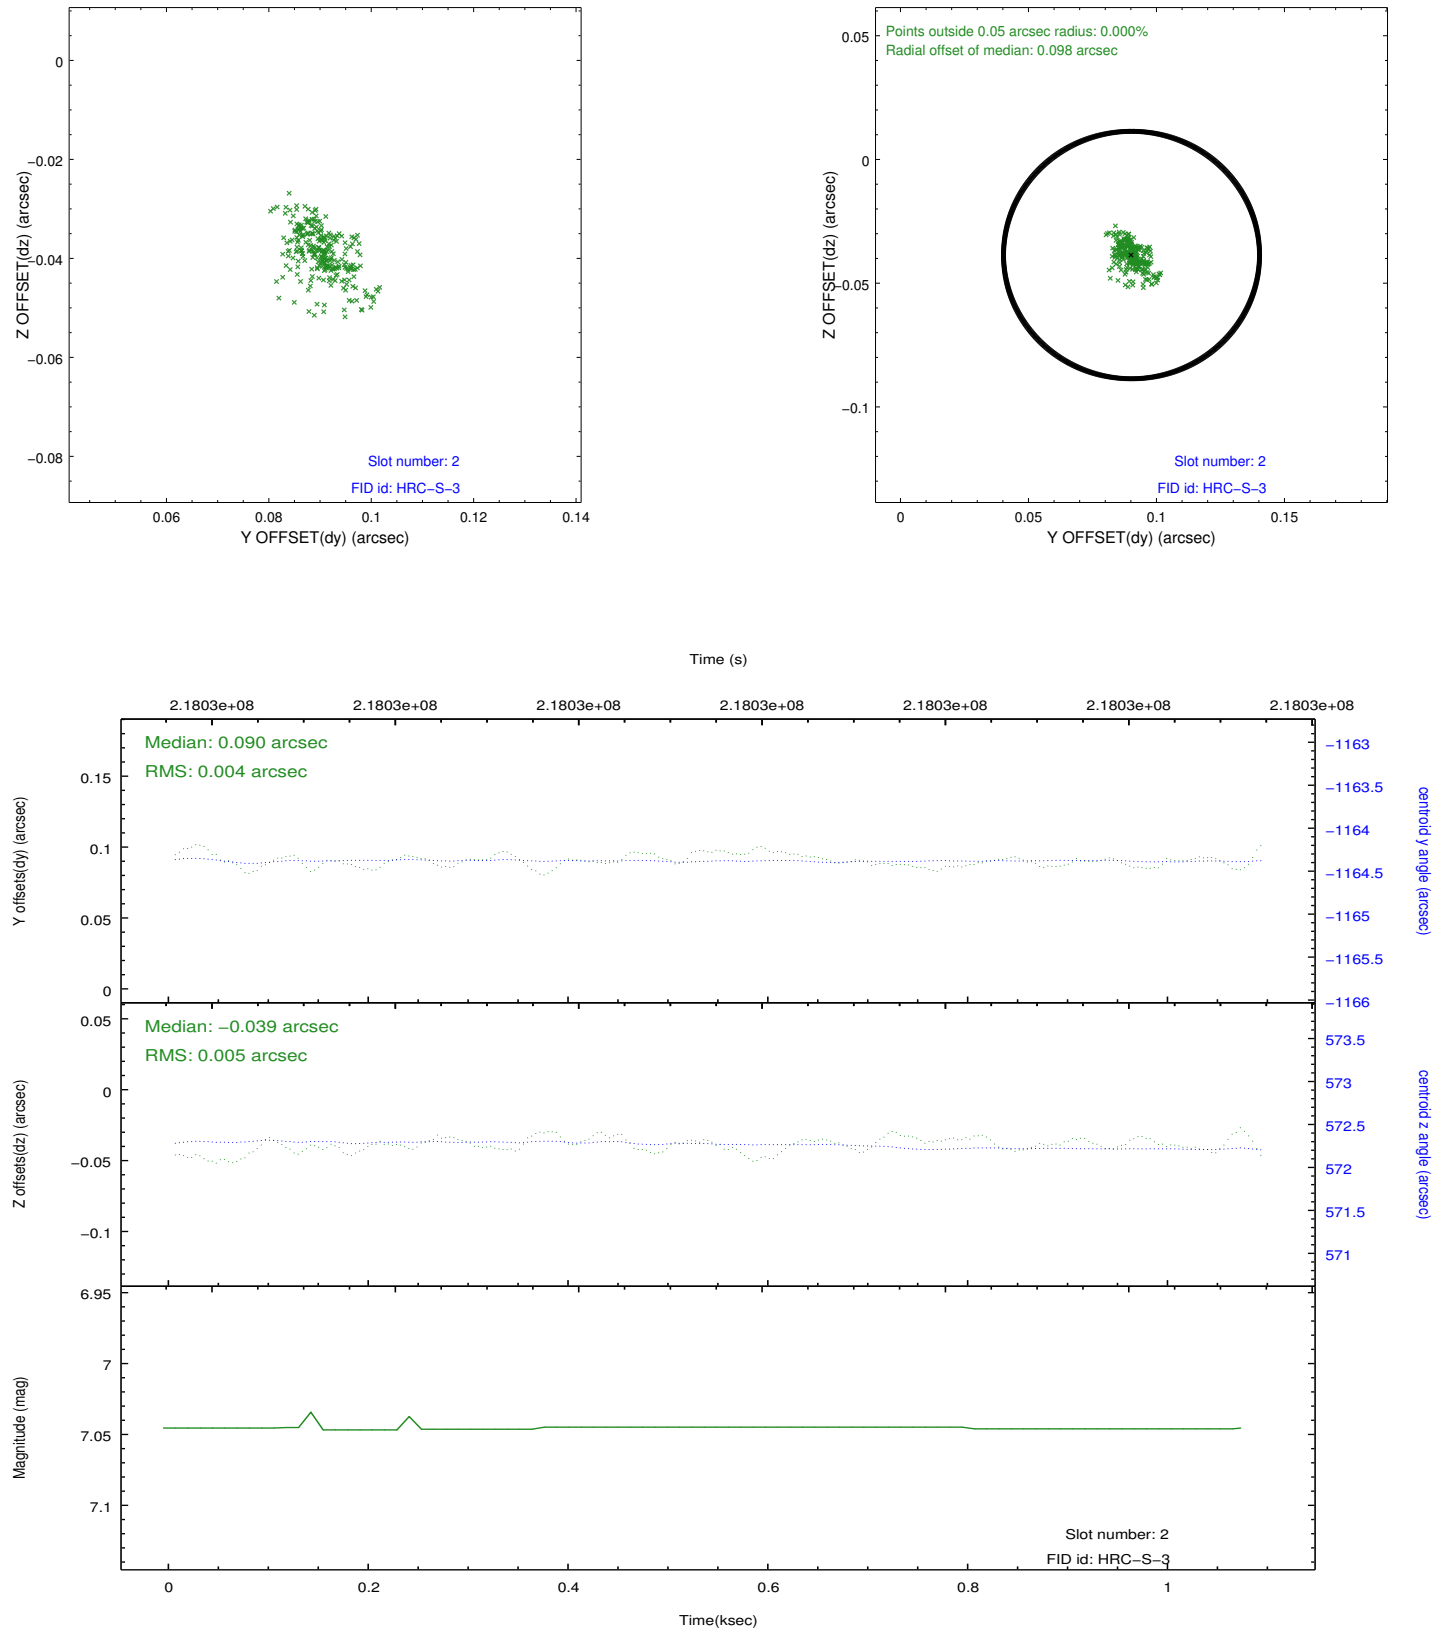 0
−0.02
−0.04
−0.06
−0.08
Z OFFSET(dz) (arcsec)
0.06 0.08 0.1 0.12 0.14
Y OFFSET(dy) (arcsec)
Slot number: 2
FID id: HRC−S−3
Points outside 0.05 arcsec radius: 0.000%
Radial offset of median: 0.098 arcsec
0.05
0
−0.05
−0.1
Z OFFSET(dz) (arcsec)
0 0.05 0.1 0.15
Y OFFSET(dy) (arcsec)
Slot number: 2
FID id: HRC−S−3
Time (s)
2.1803e+08 2.1803e+08 2.1803e+08 2.1803e+08 2.1803e+08 2.1803e+08 2.1803e+08
Median: 0.090 arcsec
RMS: 0.004 arcsec
0.15
0.1
0.05
0
Y offsets(dy) (arcsec)
−1163
−1163.5
−1164
−1164.5
−1165
−1165.5
−1166
centroid y angle (arcsec)
Median: −0.039 arcsec
RMS: 0.005 arcsec
0.05
0
−0.05
−0.1
Z offsets(dz) (arcsec)
573.5
573
572.5
572
571.5
571
centroid z angle (arcsec)
6.95
7
7.05
7.1
Magnitude (mag)
Slot number: 2
FID id: HRC−S−3
0 0.2 0.4 0.6 0.8 1
Time(ksec)